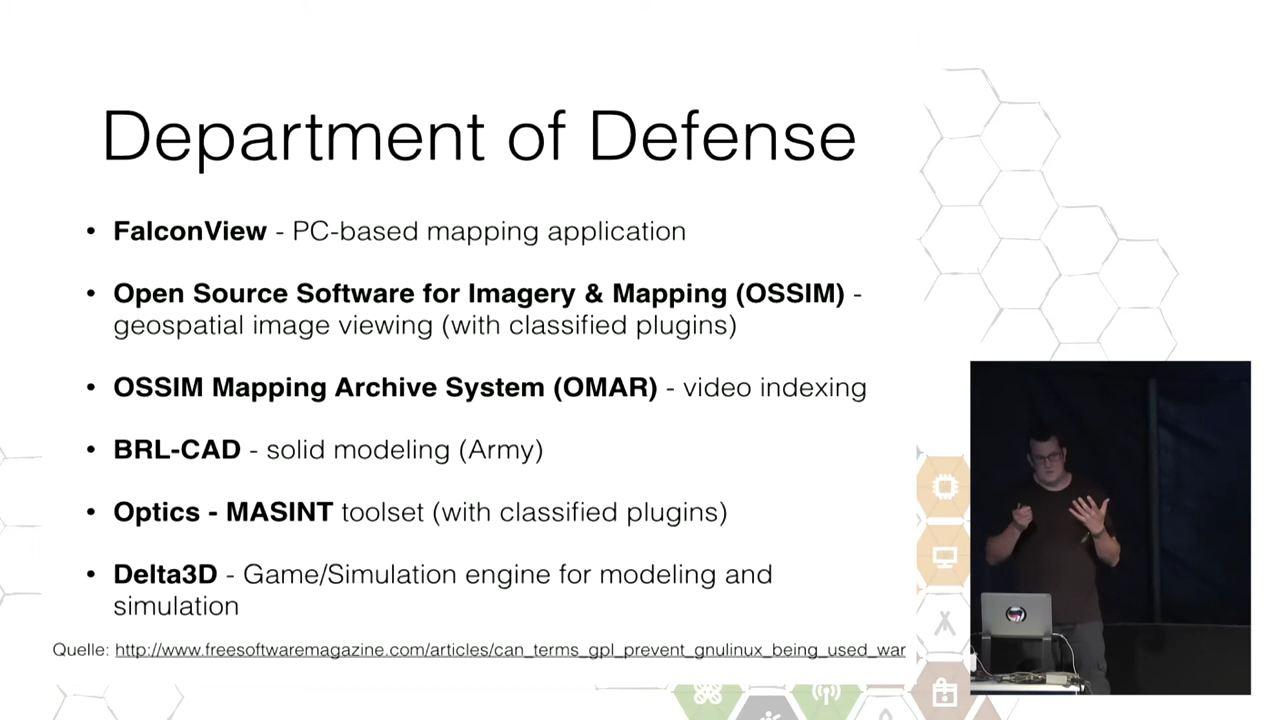 Department of Defense
• FalconView - PC-based mapping application
• Open Source Software for Imagery & Mapping (OSSIM) -
geospatial image viewing (with classified plugins)
• OSSIM Mapping Archive System (OMAR) - video indexing
• BRL-CAD - solid modeling (Army)
• Optics - MASINT toolset (with classified plugins)
• Delta3D - Game/Simulation engine for modeling and
simulation
Quelle: http://www.freesoftwaremagazine.com/articles/can_terms_gpl_prevent_gnulinux_being_used_war